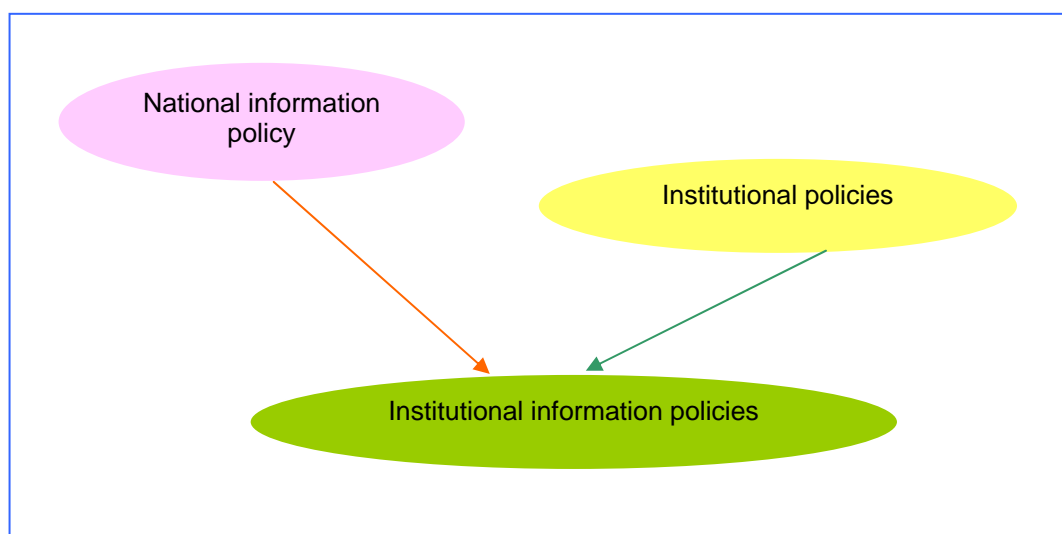 National information
policy
Institutional policies
Institutional information policies